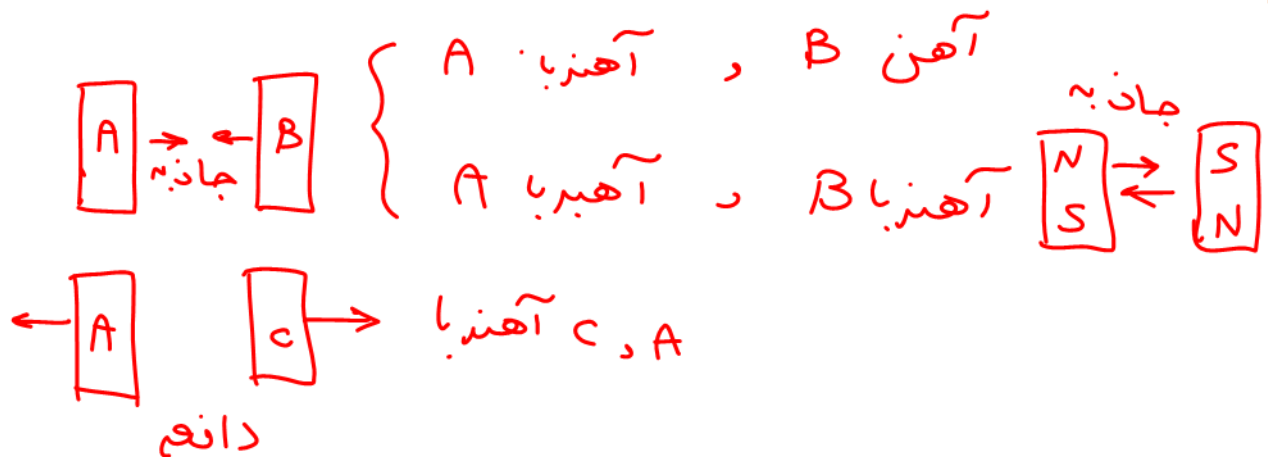 A آهنربا , B آهن
A → ← B
جاذبه
A آهنربا , B آهنربا
جاذبه
N S
S N
A C
A , C آهنربا
دافعه